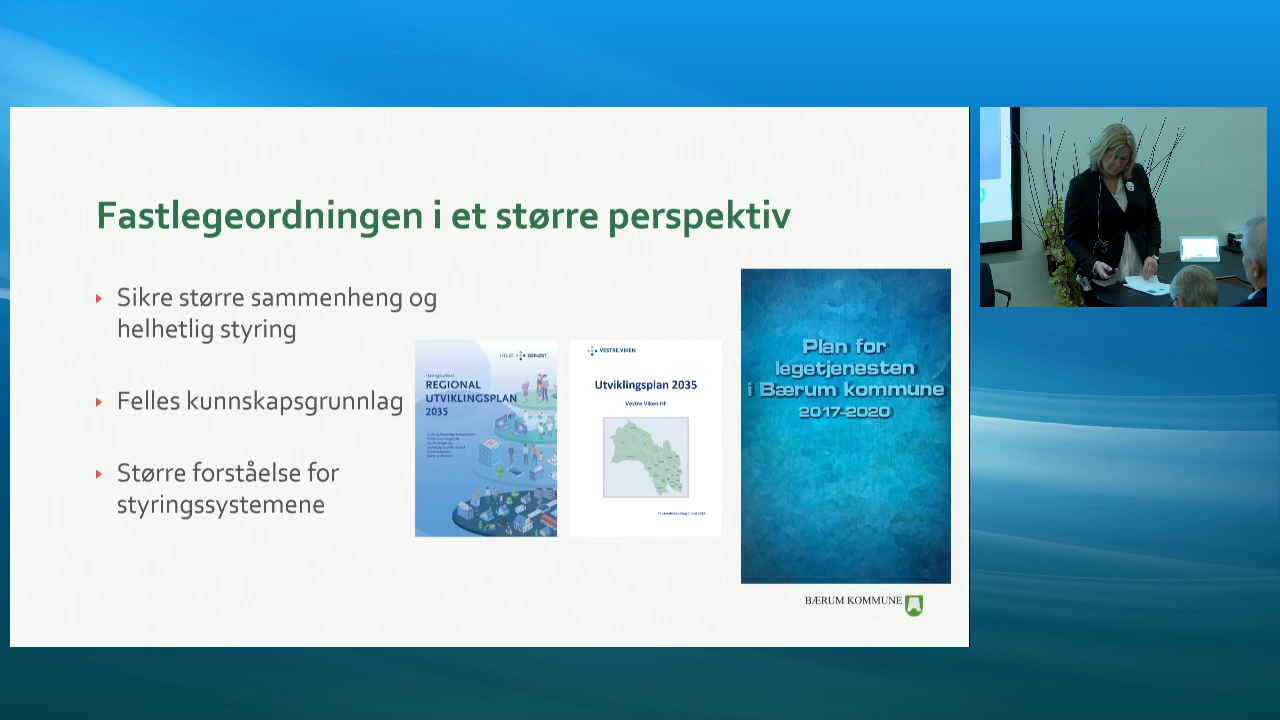 Fastlegeordningen i et større perspektiv
Sikre større sammenheng og
helhetlig styring
Felles kunnskapsgrunnlag
Større forståelse for
styringssystemene
HELSE SØR-ØST
REGIONAL
UTVIKLINGSPLAN
2035
VESTRE VIKEN
Utviklingsplan 2035
Vestre Viken HF
Plan for
legetjenesten
i Bærum kommune
2017-2020
BÆRUM KOMMUNE